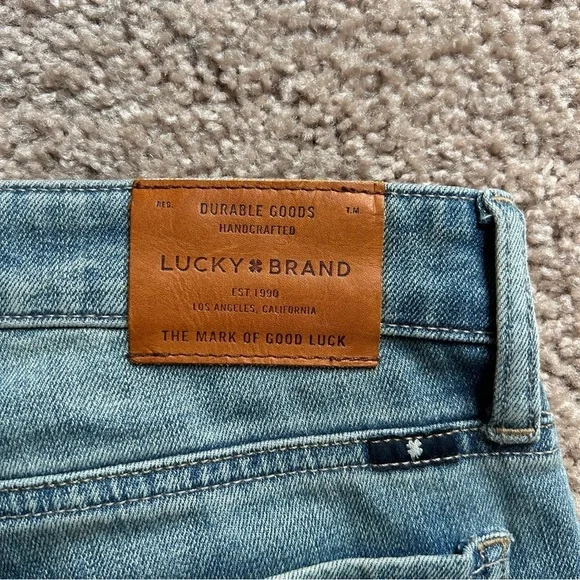 REG. DURABLE GOODS T.M.
HANDCRAFTED
LUCKY BRAND
EST 1990
LOS ANGELES, CALIFORNIA
THE MARK OF GOOD LUCK